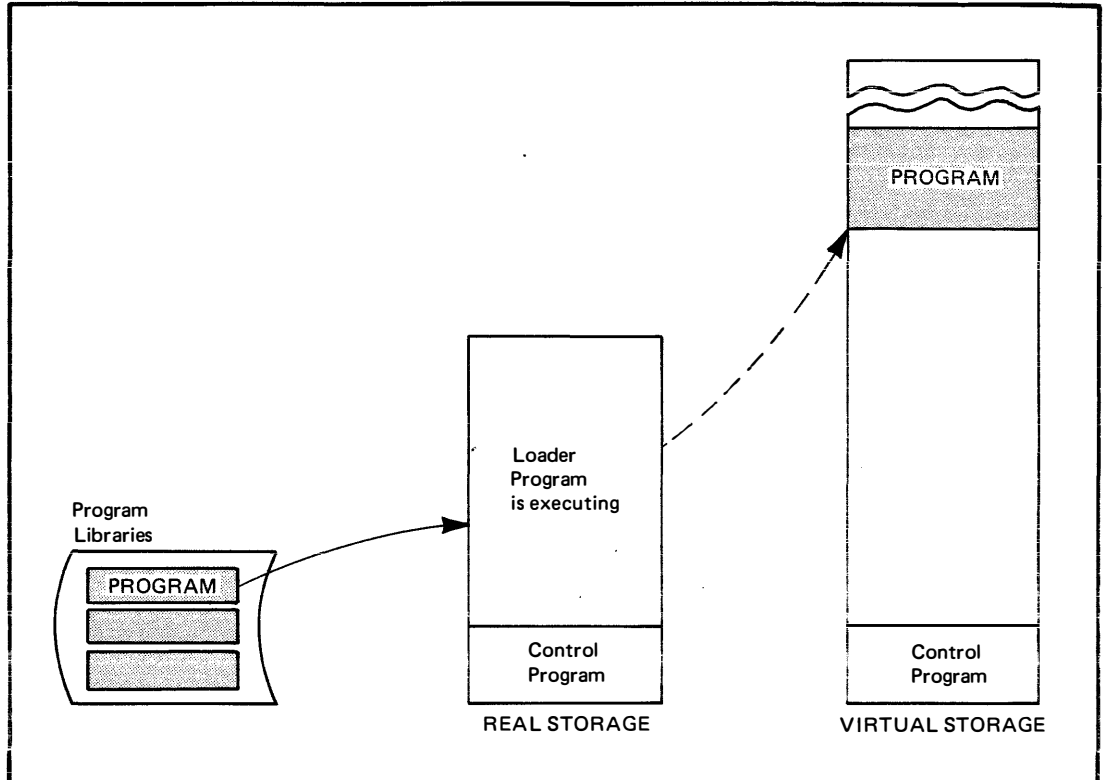 PROGRAM
Loader
Program
is executing
Program
Libraries
PROGRAM
Control
Program
Control
Program
REAL STORAGE
VIRTUAL STORAGE